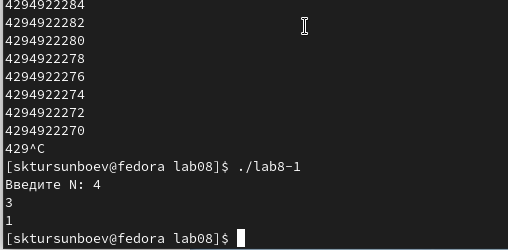 4294922284
4294922282
4294922280
4294922278
4294922276
4294922274
4294922272
4294922270
429^C
[sktursunboev@fedora lab08]$ ./lab8-1
Введите N: 4
3
1
[sktursunboev@fedora lab08]$